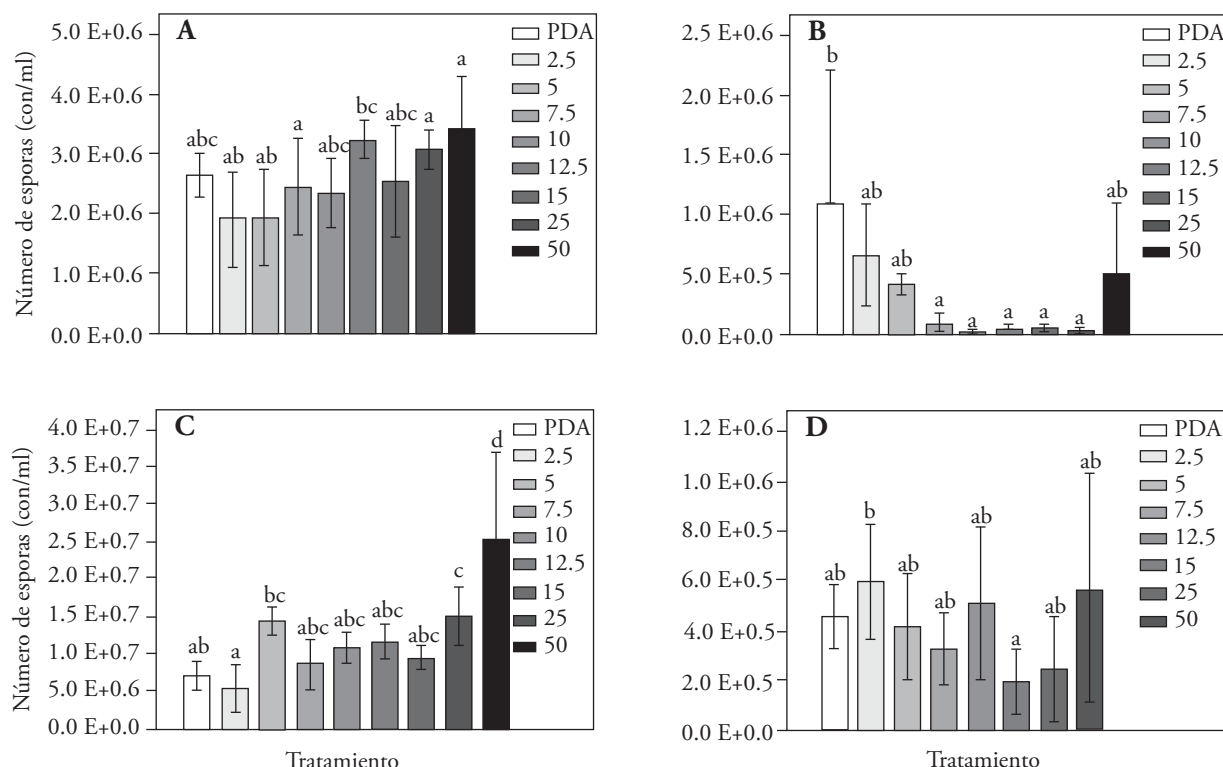 Número de esporas (con/ml)
A
5.0 E+0.6
4.0 E+0.6
3.0 E+0.6
2.0 E+0.6
1.0 E+0.6
0.0 E+0.0
abc
ab
ab
a
abc
bc
abc
a
a
PDA
2.5
5
7.5
10
12.5
15
25
50
B
2.5 E+0.6
2.0 E+0.6
1.5 E+0.6
1.0 E+0.6
5.0 E+0.5
0.0 E+0.0
b
ab
ab
a
a
a
a
a
ab
PDA
2.5
5
7.5
10
12.5
15
25
50
Número de esporas (con/ml)
C
4.0 E+0.7
3.5 E+0.7
3.0 E+0.7
2.5 E+0.7
2.0 E+0.7
1.5 E+0.7
1.0 E+0.7
5.0 E+0.6
0.0 E+0.0
ab
a
bc
abc
abc
abc
abc
c
d
PDA
2.5
5
7.5
10
12.5
15
25
50
Tratamiento
D
1.2 E+0.6
1.0 E+0.6
8.0 E+0.5
6.0 E+0.5
4.0 E+0.5
2.0 E+0.5
0.0 E+0.0
ab
b
ab
ab
ab
a
ab
ab
PDA
2.5
5
7.5
12.5
15
25
50
Tratamiento